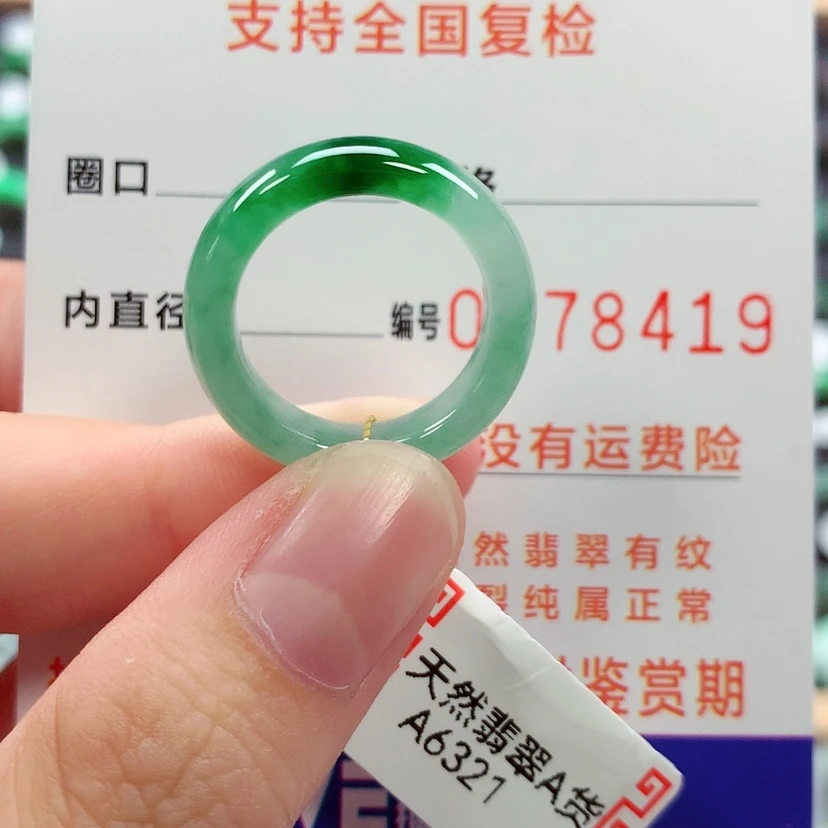 支持全国复检
圈口
内直径 编号 0 78419
没有运费险
然翡翠有纹
裂纯属正常
鉴赏期
天然翡翠A货
A6321